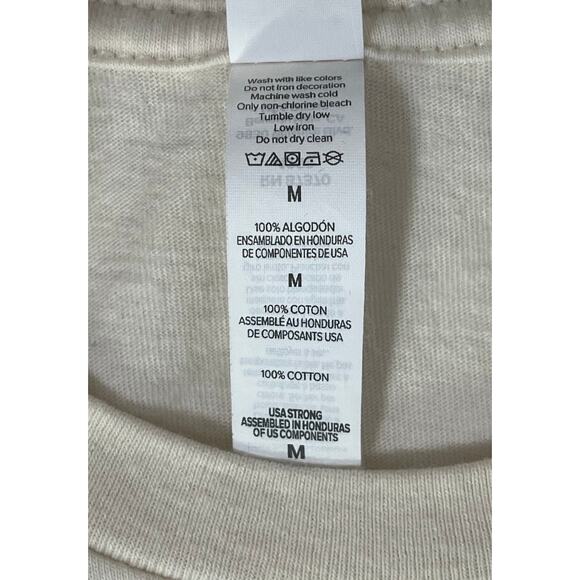 Wash with like colors
Do not iron decoration
Machine wash cold
Only non-chlorine bleach
Tumble dry low
Low iron
Do not dry clean
RN 87370
M
100% ALGODÓN
ENSAMBLADO EN HONDURAS
DE COMPONENTES DE USA
M
100% COTON
ASSEMBLÉ AU HONDURAS
DE COMPOSANTS USA
100% COTTON
USA STRONG
ASSEMBLED IN HONDURAS
OF US COMPONENTS
M